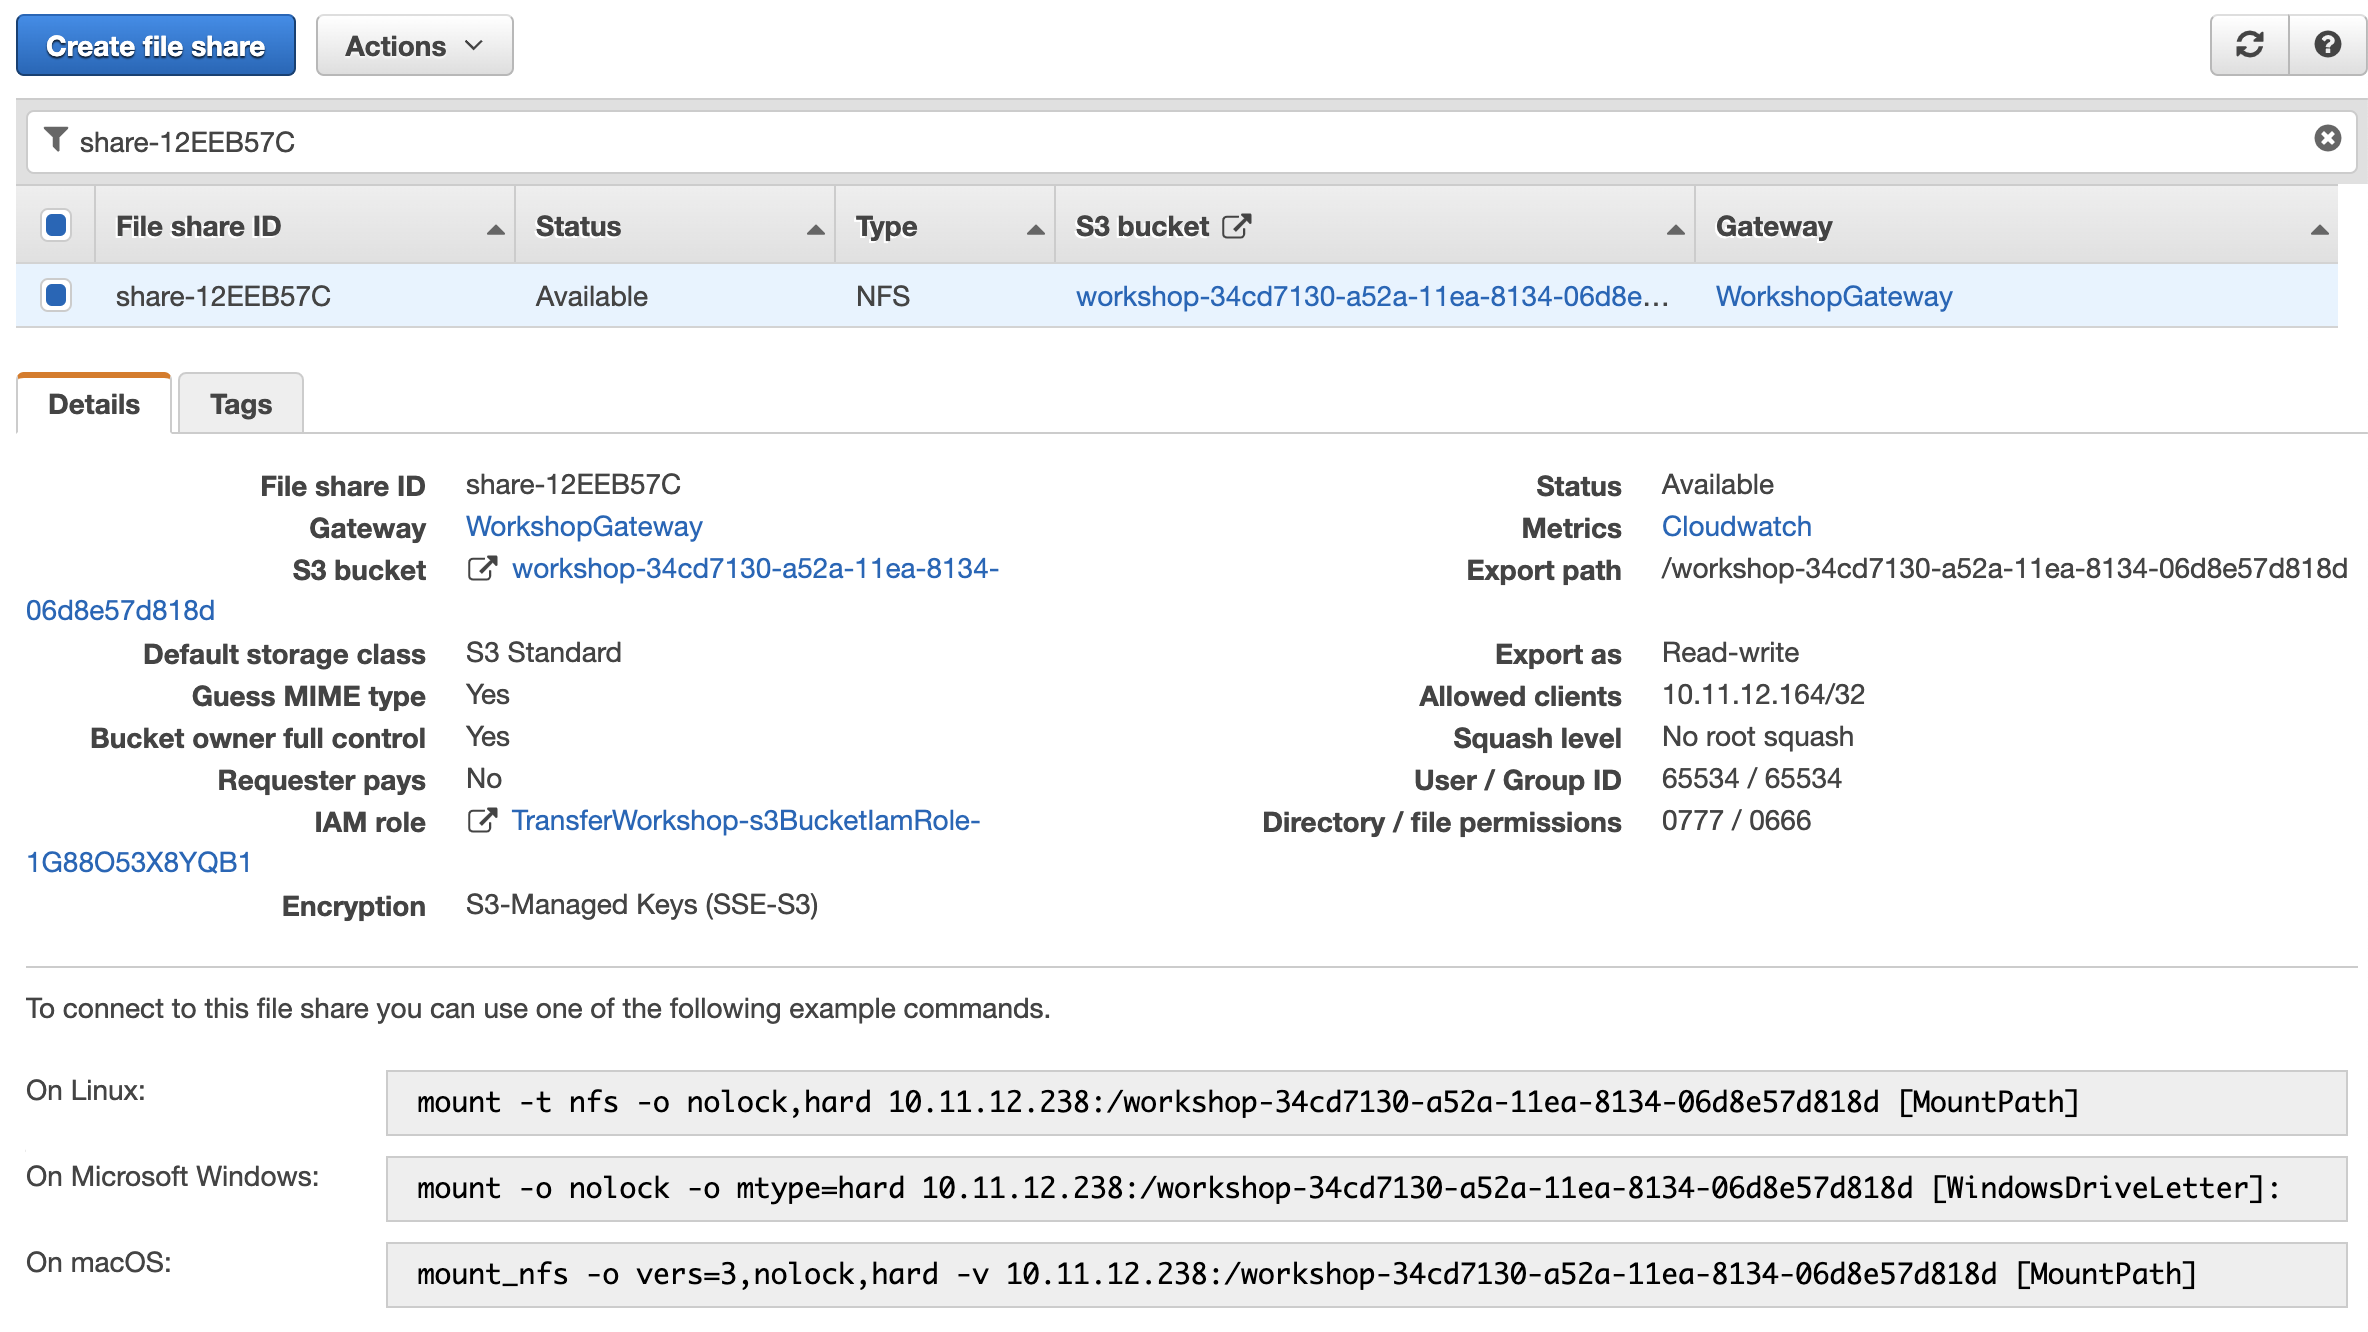 Create file share Actions
share-12EEB57C
File share ID Status Type S3 bucket Gateway
share-12EEB57C Available NFS workshop-34cd7130-a52a-11ea-8134-06d8e... WorkshopGateway
Details Tags
File share ID share-12EEB57C Status Available
Gateway WorkshopGateway Metrics Cloudwatch
S3 bucket workshop-34cd7130-a52a-11ea-8134- Export path /workshop-34cd7130-a52a-11ea-8134-06d8e57d818d
06d8e57d818d
Default storage class S3 Standard Export as Read-write
Guess MIME type Yes Allowed clients 10.11.12.164/32
Bucket owner full control Yes Squash level No root squash
Requester pays No User / Group ID 65534 / 65534
IAM role TransferWorkshop-s3BucketIamRole- Directory / file permissions 0777 / 0666
1G88O53X8YQB1
Encryption S3-Managed Keys (SSE-S3)
To connect to this file share you can use one of the following example commands.
On Linux: mount -t nfs -o nolock,hard 10.11.12.238:/workshop-34cd7130-a52a-11ea-8134-06d8e57d818d [MountPath]
On Microsoft Windows: mount -o nolock -o mtype=hard 10.11.12.238:/workshop-34cd7130-a52a-11ea-8134-06d8e57d818d [WindowsDriveLetter]:
On macOS: mount_nfs -o vers=3,nolock,hard -v 10.11.12.238:/workshop-34cd7130-a52a-11ea-8134-06d8e57d818d [MountPath]